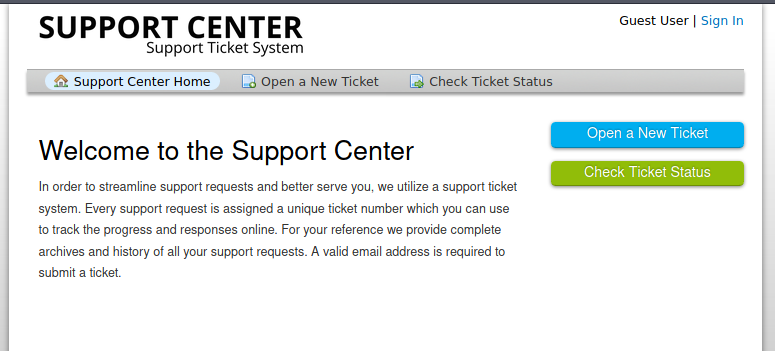 SUPPORT CENTER
Support Ticket System
Guest User | Sign In
Support Center Home Open a New Ticket Check Ticket Status
Welcome to the Support Center
In order to streamline support requests and better serve you, we utilize a support ticket
system. Every support request is assigned a unique ticket number which you can use
to track the progress and responses online. For your reference we provide complete
archives and history of all your support requests. A valid email address is required to
submit a ticket.
Open a New Ticket
Check Ticket Status